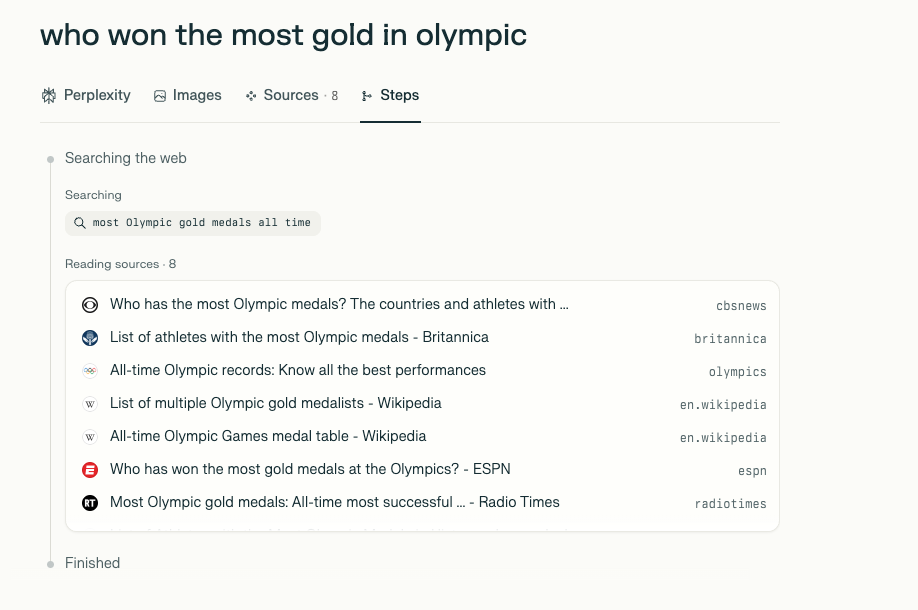 who won the most gold in olympic
Perplexity Images Sources · 8 Steps
Searching the web
Searching
most Olympic gold medals all time
Reading sources · 8
Who has the most Olympic medals? The countries and athletes with ... cbsnews
List of athletes with the most Olympic medals - Britannica britannica
All-time Olympic records: Know all the best performances olympics
W List of multiple Olympic gold medalists - Wikipedia en.wikipedia
W All-time Olympic Games medal table - Wikipedia en.wikipedia
Who has won the most gold medals at the Olympics? - ESPN espn
RT Most Olympic gold medals: All-time most successful ... - Radio Times radiotimes
Finished